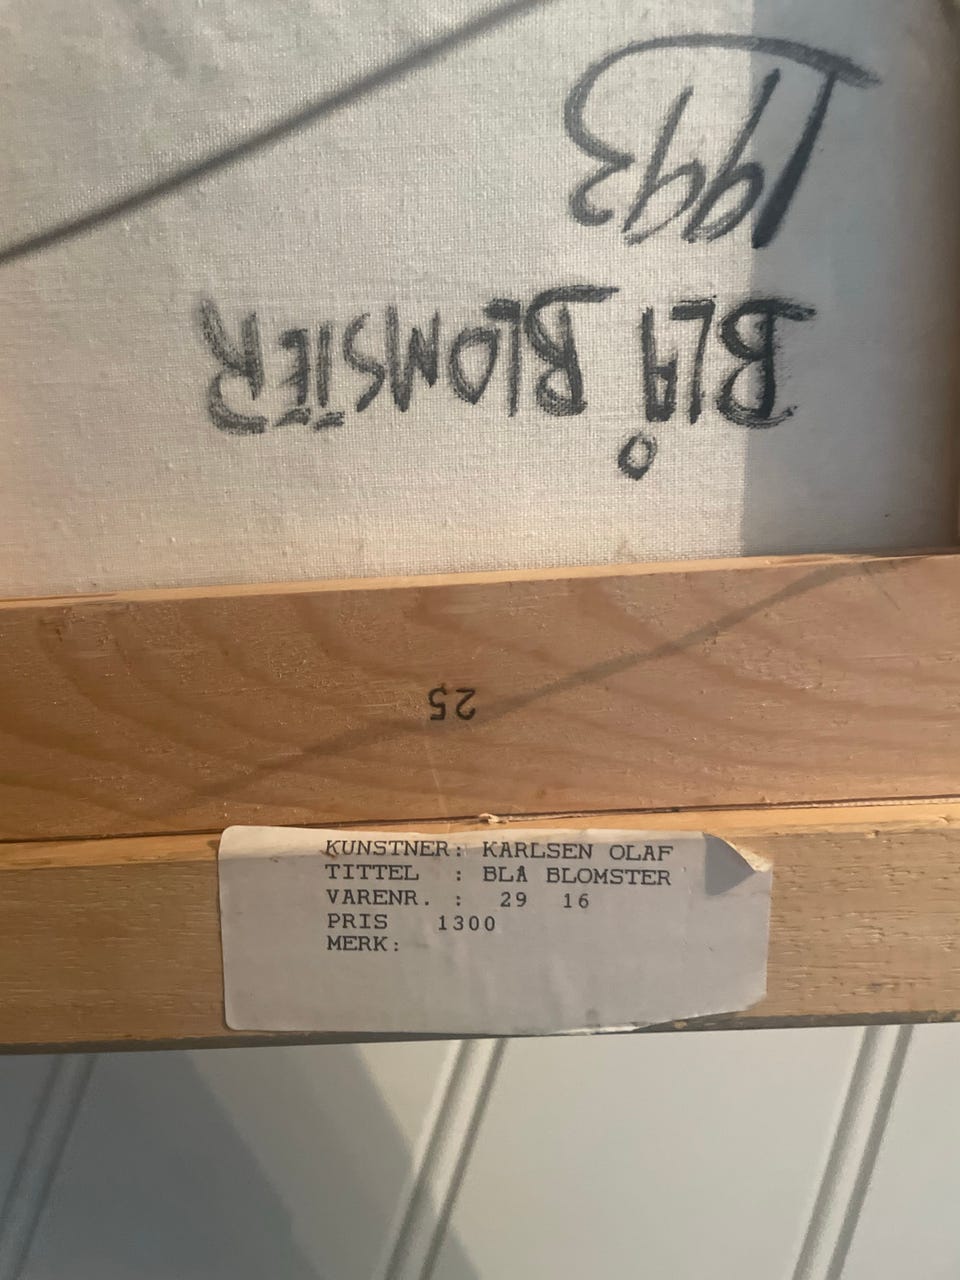 1993
BLÅ BLOMSTER
25
KUNSTNER: KARLSEN OLAF
TITTEL : BLÅ BLOMSTER
VARENR. : 29 16
PRIS 1300
MERK: